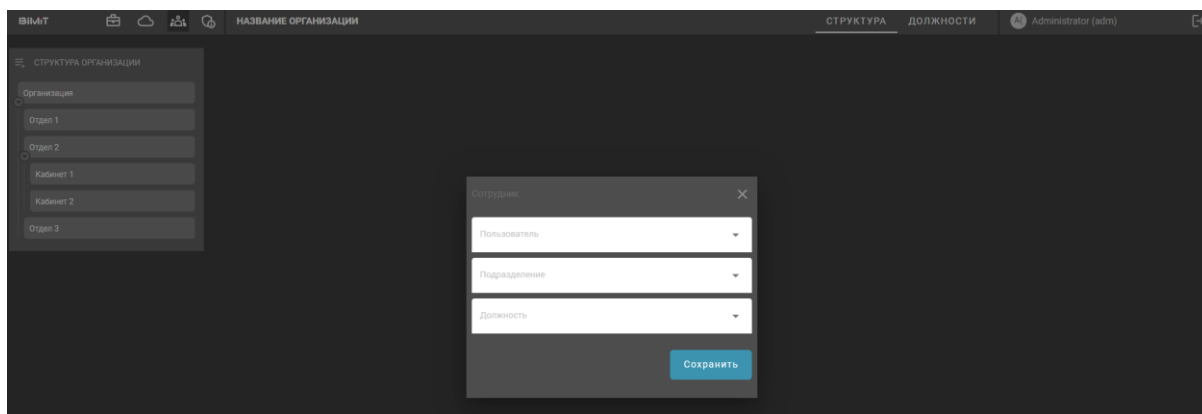 BIMiT
НАЗВАНИЕ ОРГАНИЗАЦИИ
СТРУКТУРА
ДОЛЖНОСТИ
Administrator (adm)
СТРУКТУРА ОРГАНИЗАЦИИ
Организация
Отдел 1
Отдел 2
Кабинет 1
Кабинет 2
Отдел 3
Сотрудник
Пользователь
Подразделение
Должность
Сохранить